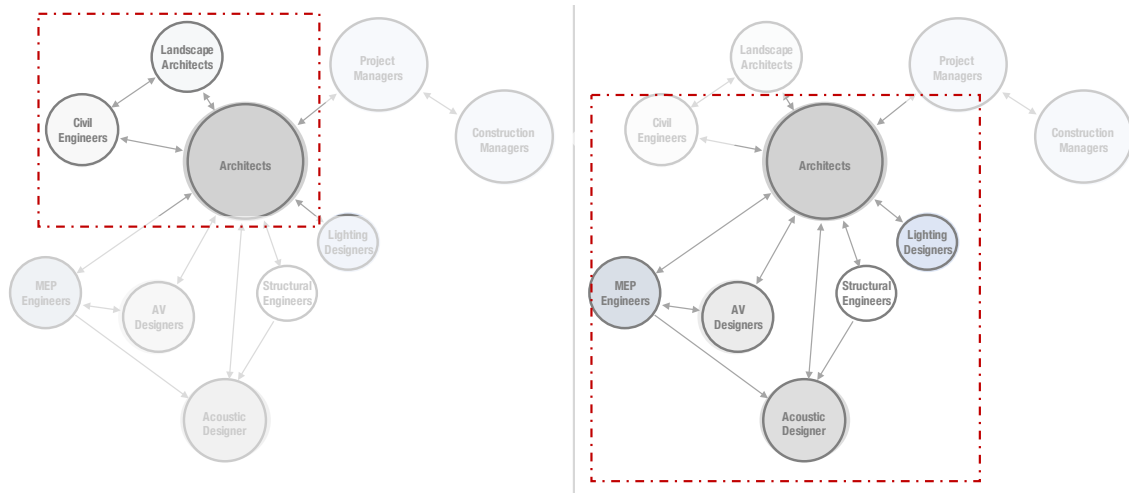 Landscape
Architects
Project
Managers
Civil
Engineers
Construction
Managers
Architects
Lighting
Designers
MEP
Engineers
AV
Designers
Structural
Engineers
Acoustic
Designer
Landscape
Architects
Project
Managers
Civil
Engineers
Construction
Managers
Architects
Lighting
Designers
MEP
Engineers
AV
Designers
Structural
Engineers
Acoustic
Designer